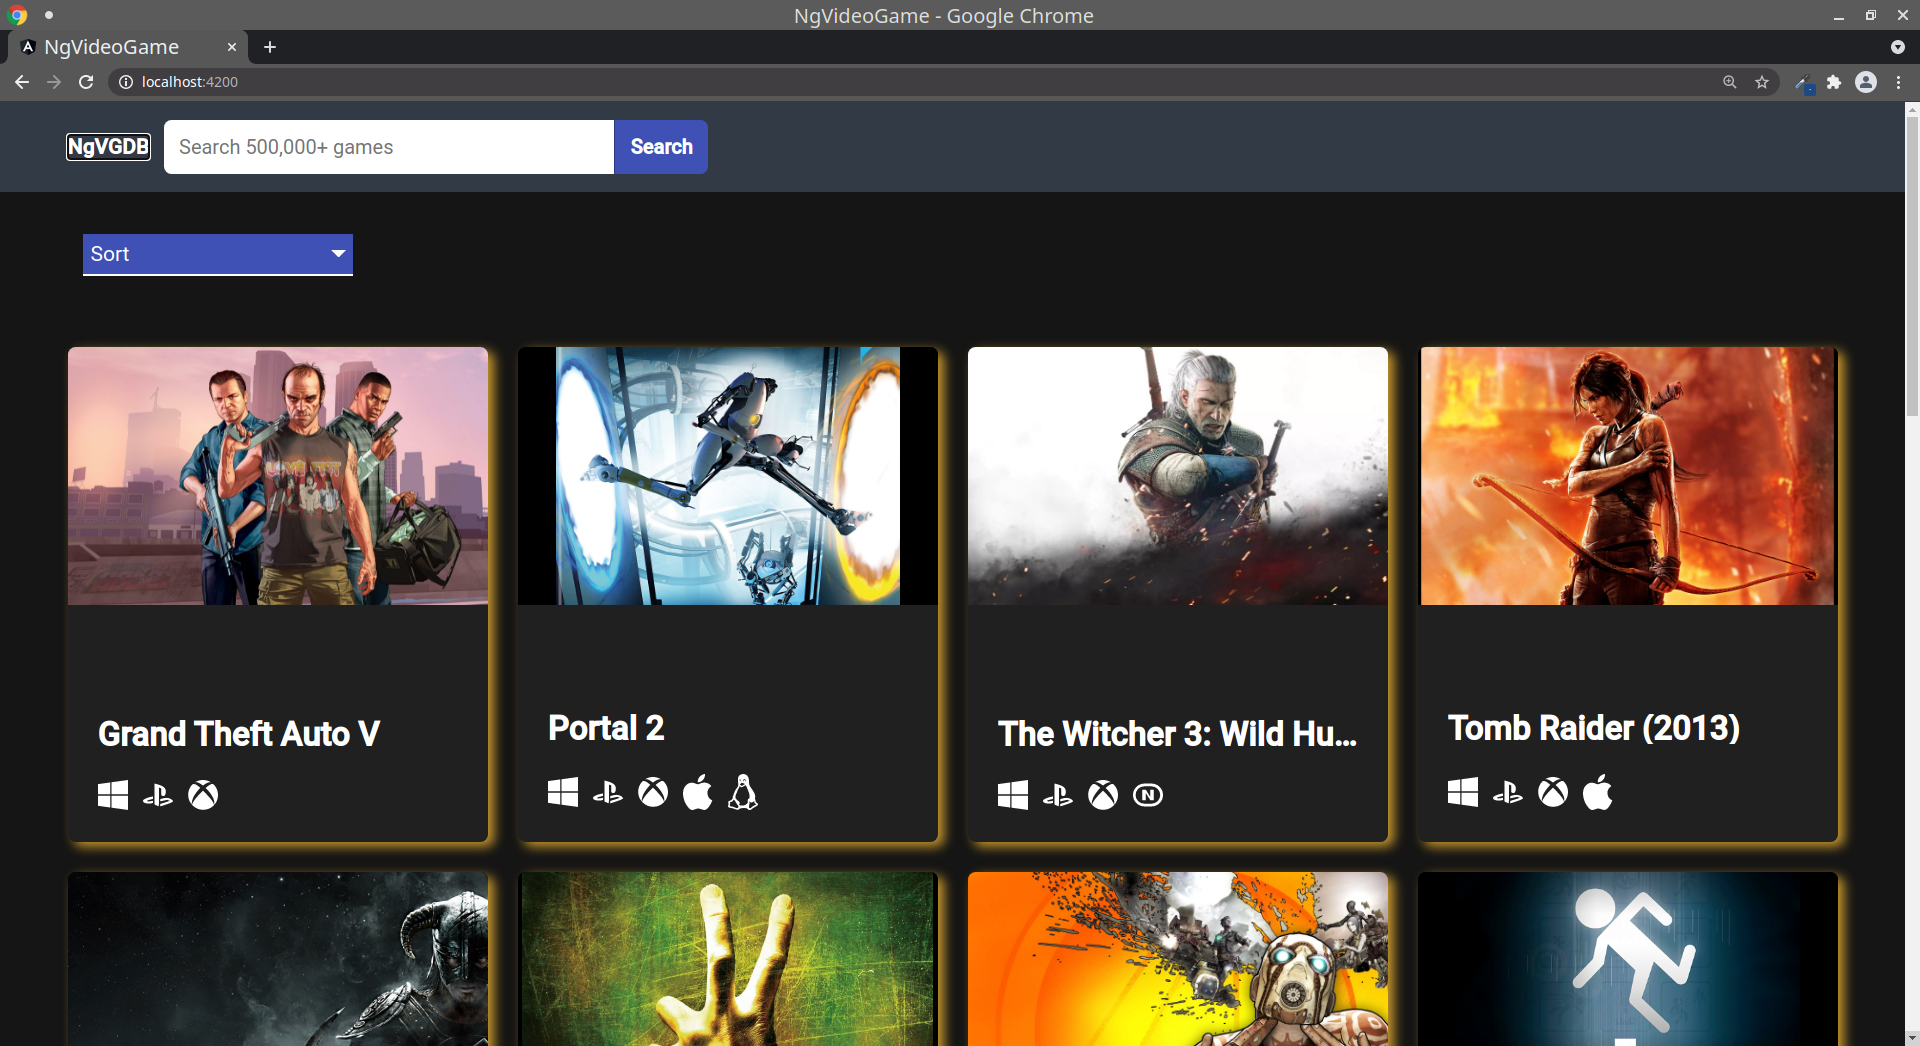 NgVideoGame - Google Chrome
NgVideoGame
localhost:4200
NgVGDB
Search 500,000+ games
Search
Sort
Grand Theft Auto V
Portal 2
The Witcher 3: Wild Hu...
Tomb Raider (2013)